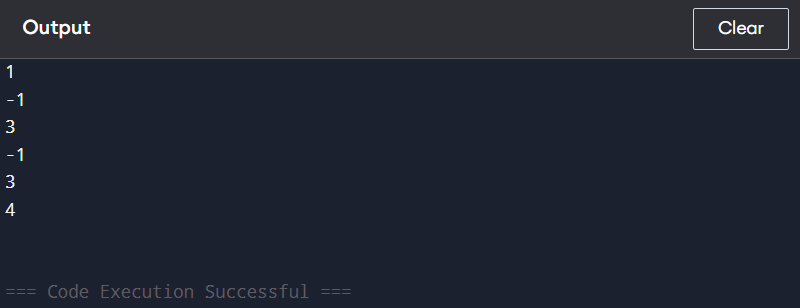 Output
Clear
1
-1
3
-1
3
4
=== Code Execution Successful ===